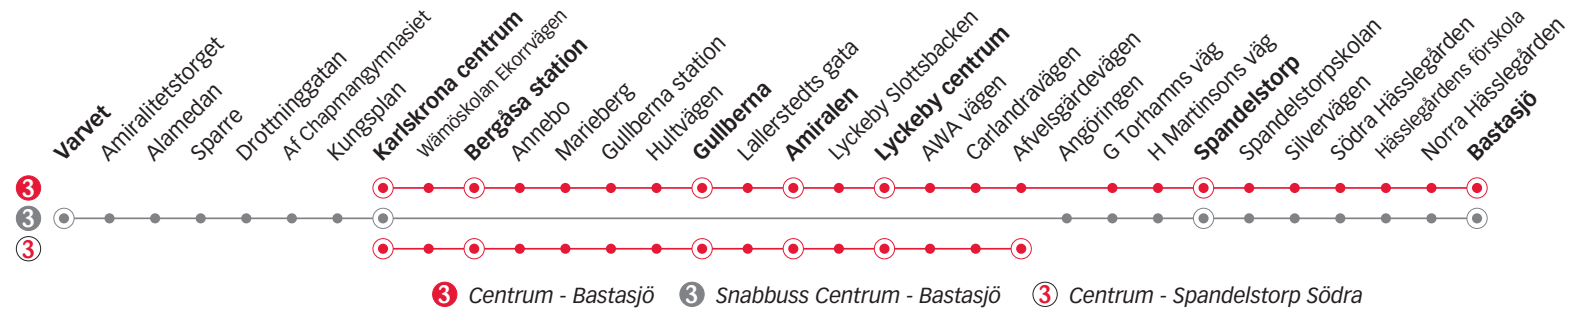 Varvet
Amiralitetstorget
Alamedan
Sparre
Drottninggatan
Af Chapmangymnasiet
Kungsplan
Karlskrona centrum
Wämöskolan Ekorrvägen
Bergåsa station
Annebo
Marieberg
Gullberna station
Hultvägen
Gullberna
Lallerstedts gata
Amiralen
Lyckeby Slottsbacken
Lyckeby centrum
AWA vägen
Carlandravägen
Afvelsgärdevägen
Angöringen
G Torhamns väg
H Martinsons väg
Spandelstorp
Spandelstorpskolan
Silvervägen
Södra Hässlegården
Hässlegårdens förskola
Norra Hässlegården
Bastasjö
3
3
3
3 Centrum - Bastasjö 3 Snabbuss Centrum - Bastasjö 3 Centrum - Spandelstorp Södra